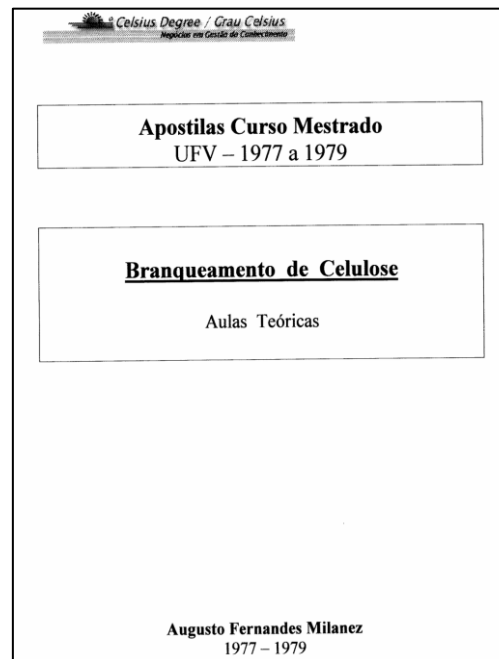 Celsius Degree / Grau Celsius
Negócios em Gestão do Conhecimento
Apostilas Curso Mestrado
UFV – 1977 a 1979
Branqueamento de Celulose
Aulas Teóricas
Augusto Fernandes Milanez
1977 – 1979